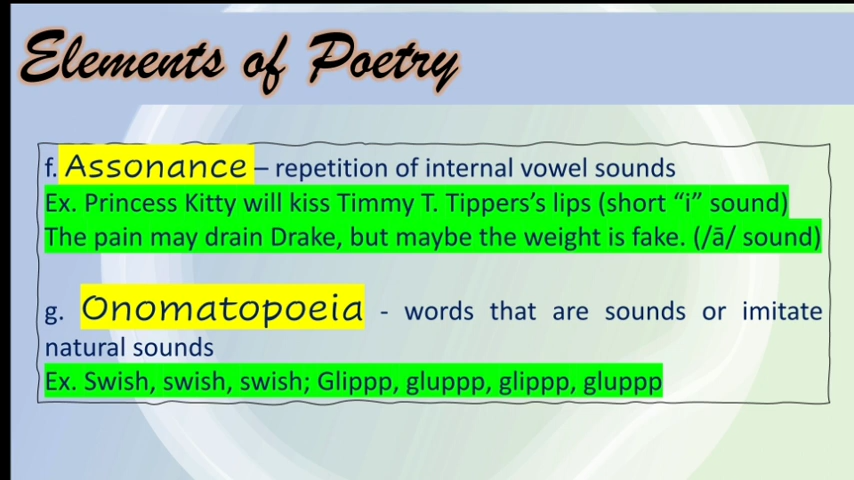 Elements of Poetry
f. Assonance – repetition of internal vowel sounds
Ex. Princess Kitty will kiss Timmy T. Tippers's lips (short “i” sound)
The pain may drain Drake, but maybe the weight is fake. (/ā/ sound)
g. Onomatopoeia - words that are sounds or imitate
natural sounds
Ex. Swish, swish, swish; Glippp, gluppp, glippp, gluppp